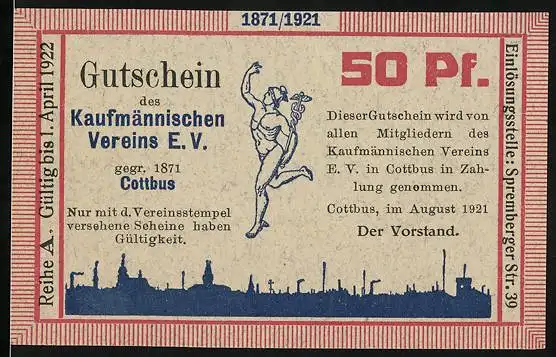 1871/1921
Gutschein
des
Kaufmännischen
Vereins E. V.
gegr. 1871
Cottbus
Nur mit d. Vereinsstempel
versehene Scheine haben
Gültigkeit.
50 Pf.
Dieser Gutschein wird von
allen Mitgliedern des
Kaufmännischen Vereins
E. V. in Cottbus in Zah-
lung genommen.
Cottbus, im August 1921
Der Vorstand.
Reihe A. Gültig bis 1. April 1922
Einlösungsstelle: Spremberger Str. 39